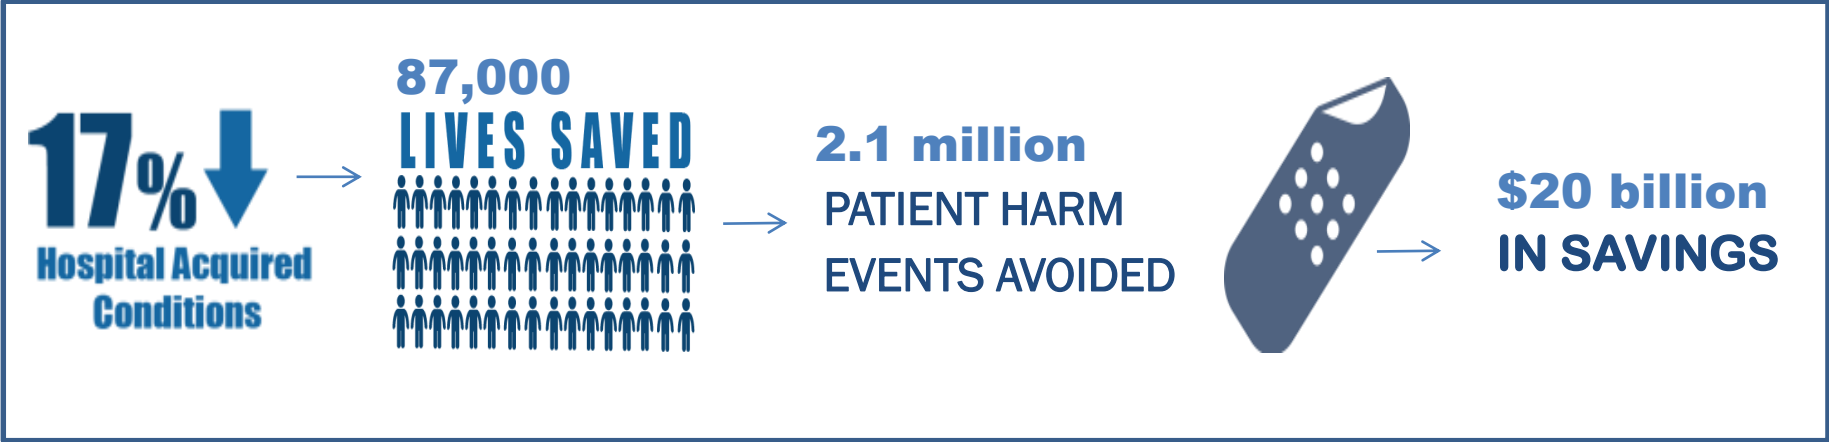 17%
Hospital Acquired
Conditions
87,000
LIVES SAVED
2.1 million
PATIENT HARM
EVENTS AVOIDED
$20 billion
IN SAVINGS